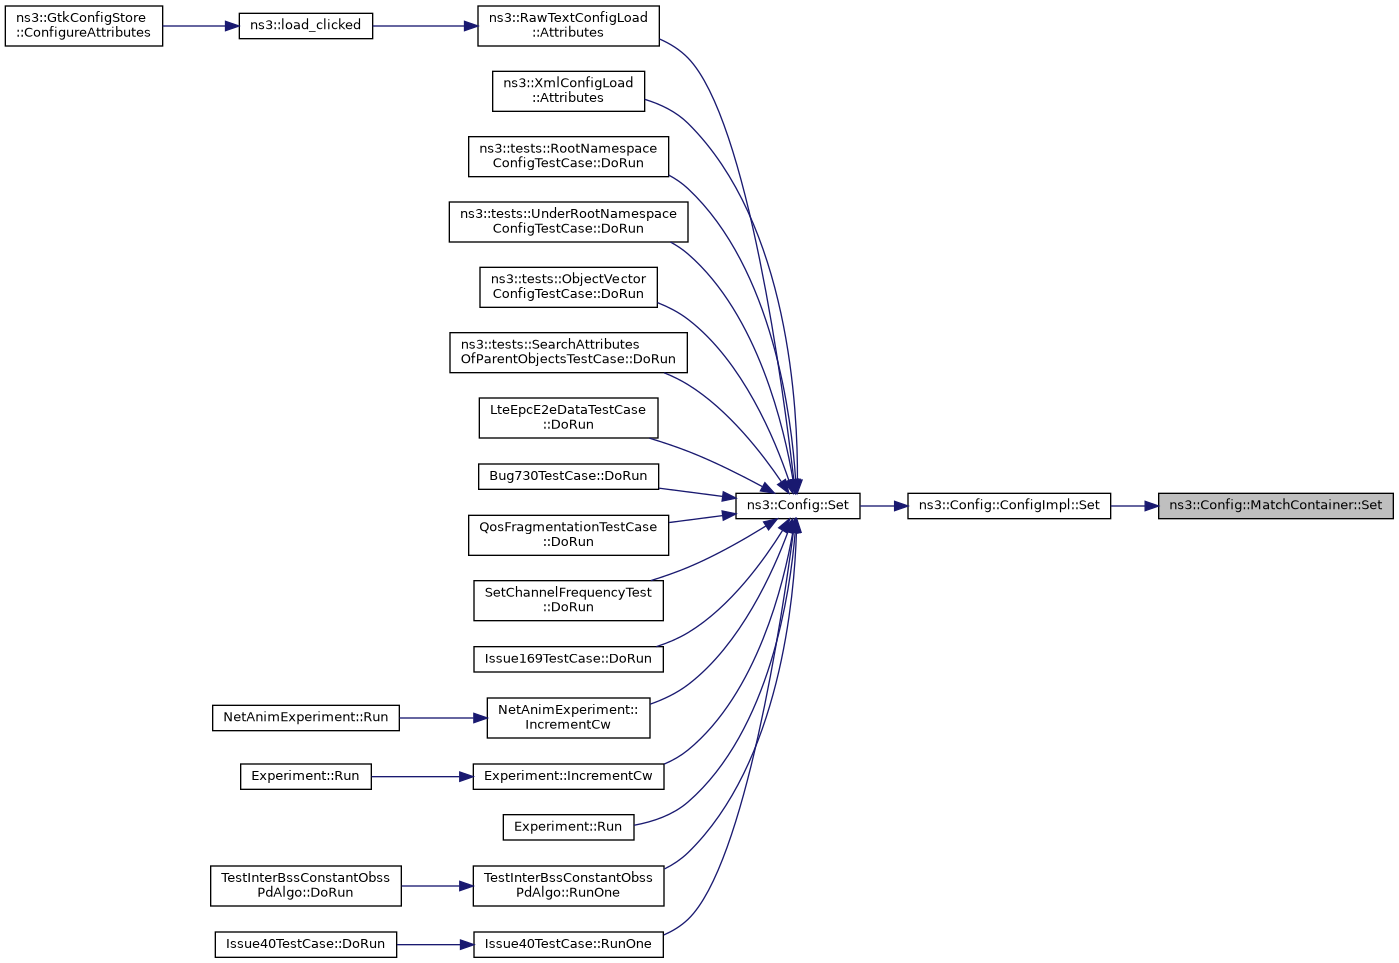 ns3::GtkConfigStore
::ConfigureAttributes
ns3::load_clicked
ns3::RawTextConfigLoad
::Attributes
ns3::XmlConfigLoad
::Attributes
ns3::tests::RootNamespace
ConfigTestCase::DoRun
ns3::tests::UnderRootNamespace
ConfigTestCase::DoRun
ns3::tests::ObjectVector
ConfigTestCase::DoRun
ns3::tests::SearchAttributes
OfParentObjectsTestCase::DoRun
LteEpcE2eDataTestCase
::DoRun
Bug730TestCase::DoRun
QosFragmentationTestCase
::DoRun
SetChannelFrequencyTest
::DoRun
Issue169TestCase::DoRun
NetAnimExperiment::Run
NetAnimExperiment::
IncrementCw
Experiment::Run
Experiment::IncrementCw
Experiment::Run
TestInterBssConstantObss
PdAlgo::DoRun
TestInterBssConstantObss
PdAlgo::RunOne
Issue40TestCase::DoRun
Issue40TestCase::RunOne
ns3::Config::Set
ns3::Config::ConfigImpl::Set
ns3::Config::MatchContainer::Set